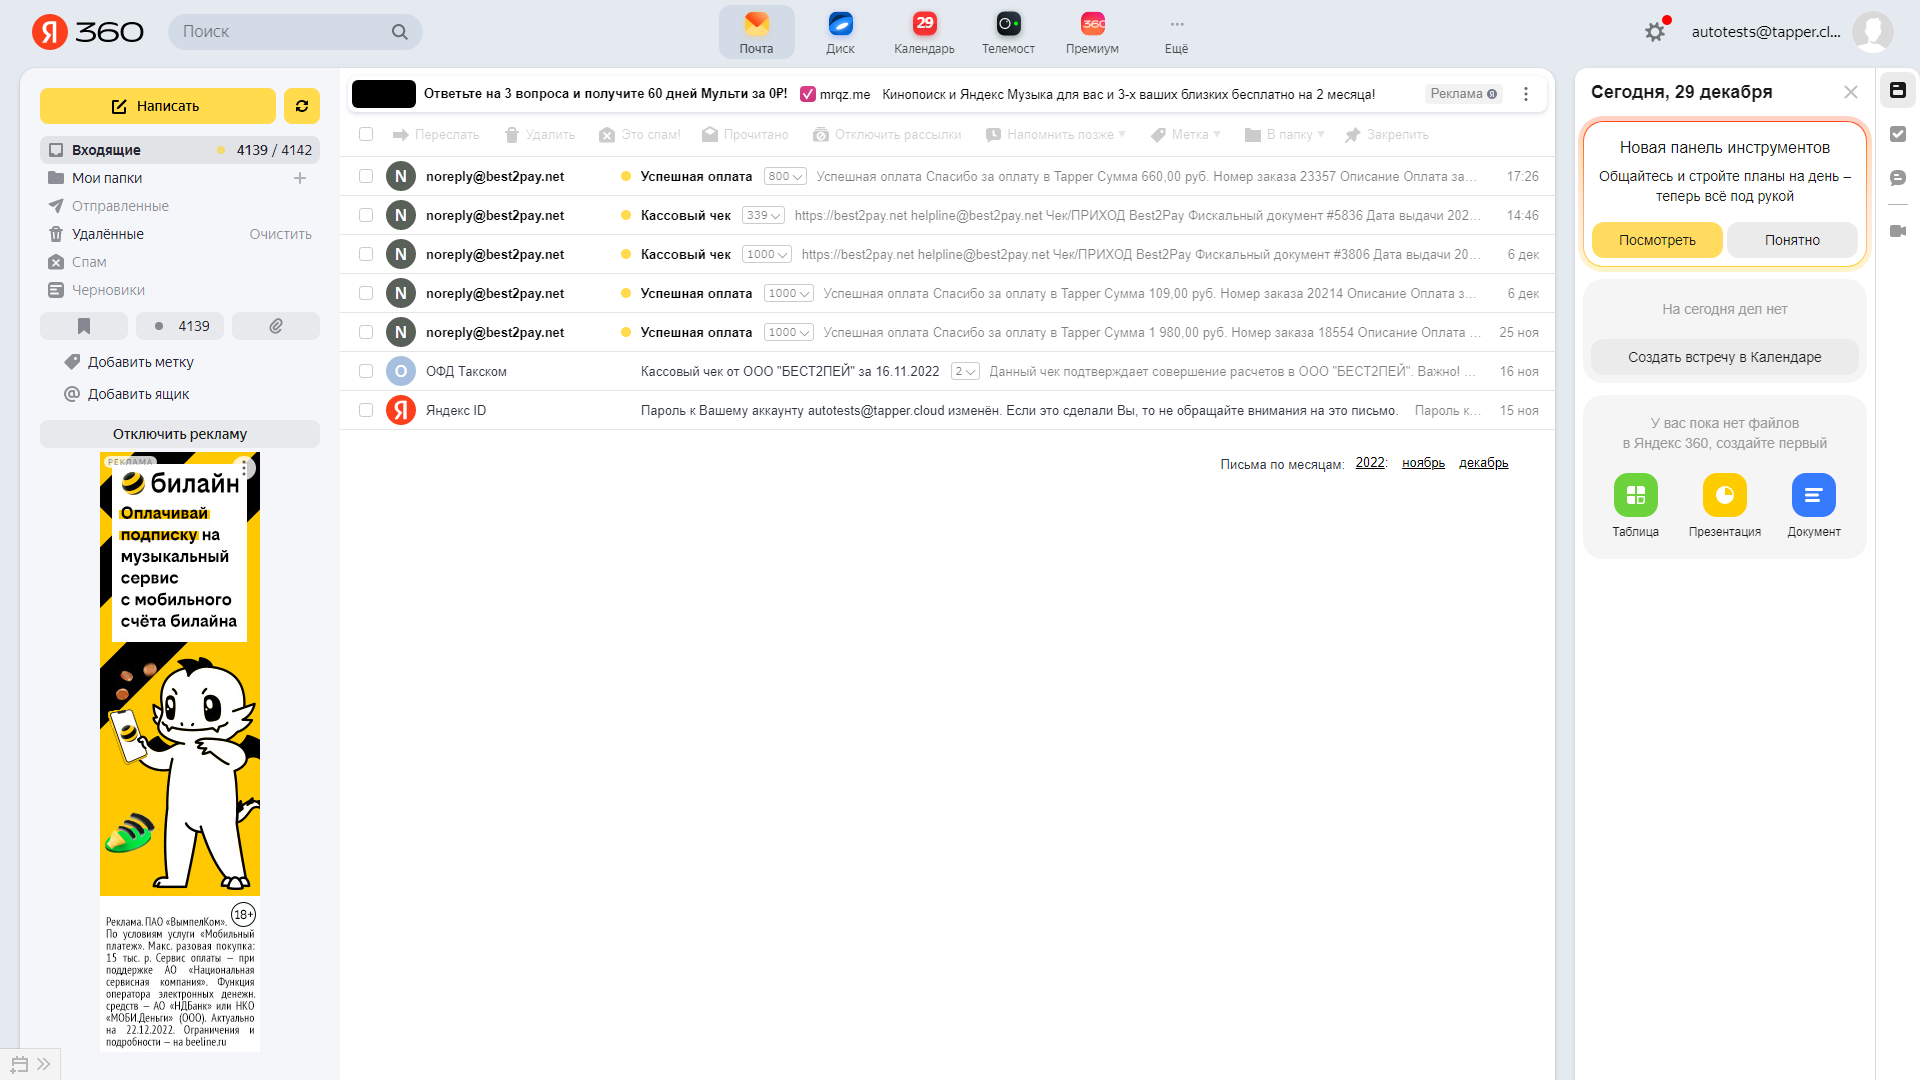 Я 360
Поиск
Почта
Диск
29
Календарь
Телемост
360
Премиум
Ещё
autotests@tapper.cl...
Написать
Входящие 4139 / 4142
Мои папки
Отправленные
Удалённые Очистить
Спам
Черновики
4139
Добавить метку
Добавить ящик
Отключить рекламу
РЕКЛАМА
билайн
Оплачивай
подписку на
музыкальный
сервис
с мобильного
счёта билайна
18+
Реклама. ПАО «ВымпелКом».
По условиям услуги «Мобильный
платеж». Макс. разовая покупка:
15 тыс. р. Сервис оплаты — при
поддержке АО «Национальная
сервисная компания». Функция
оператора электронных денежн.
средств — АО «НДБанк» или НКО
«МОБИ.Деньги» (ООО). Актуально
на 22.12.2022. Ограничения и
подробности — на beeline.ru
Ответьте на 3 вопроса и получите 60 дней Мульти за 0₽! mrqz.me Кинопоиск и Яндекс Музыка для вас и 3-х ваших близких бесплатно на 2 месяца! Реклама
Переслать Удалить Это спам! Прочитано Отключить рассылки Напомнить позже Метка В папку Закрепить
N noreply@best2pay.net Успешная оплата 800 Успешная оплата Спасибо за оплату в Tapper Сумма 660,00 руб. Номер заказа 23357 Описание Оплата за... 17:26
N noreply@best2pay.net Кассовый чек 339 https://best2pay.net helpline@best2pay.net Чек/ПРИХОД Best2Pay Фискальный документ #5836 Дата выдачи 202... 14:46
N noreply@best2pay.net Кассовый чек 1000 https://best2pay.net helpline@best2pay.net Чек/ПРИХОД Best2Pay Фискальный документ #3806 Дата выдачи 20... 6 дек
N noreply@best2pay.net Успешная оплата 1000 Успешная оплата Спасибо за оплату в Tapper Сумма 109,00 руб. Номер заказа 20214 Описание Оплата з... 6 дек
N noreply@best2pay.net Успешная оплата 1000 Успешная оплата Спасибо за оплату в Tapper Сумма 1 980,00 руб. Номер заказа 18554 Описание Оплата ... 25 ноя
О ОФД Такском Кассовый чек от ООО "БЕСТ2ПЕЙ" за 16.11.2022 2 Данный чек подтверждает совершение расчетов в ООО "БЕСТ2ПЕЙ". Важно! ... 16 ноя
Я Яндекс ID Пароль к Вашему аккаунту autotests@tapper.cloud изменён. Если это сделали Вы, то не обращайте внимания на это письмо. Пароль к... 15 ноя
Письма по месяцам: 2022: ноябрь декабрь
Сегодня, 29 декабря
Новая панель инструментов
Общайтесь и стройте планы на день –
теперь всё под рукой
Посмотреть Понятно
На сегодня дел нет
Создать встречу в Календаре
У вас пока нет файлов
в Яндекс 360, создайте первый
Таблица Презентация Документ